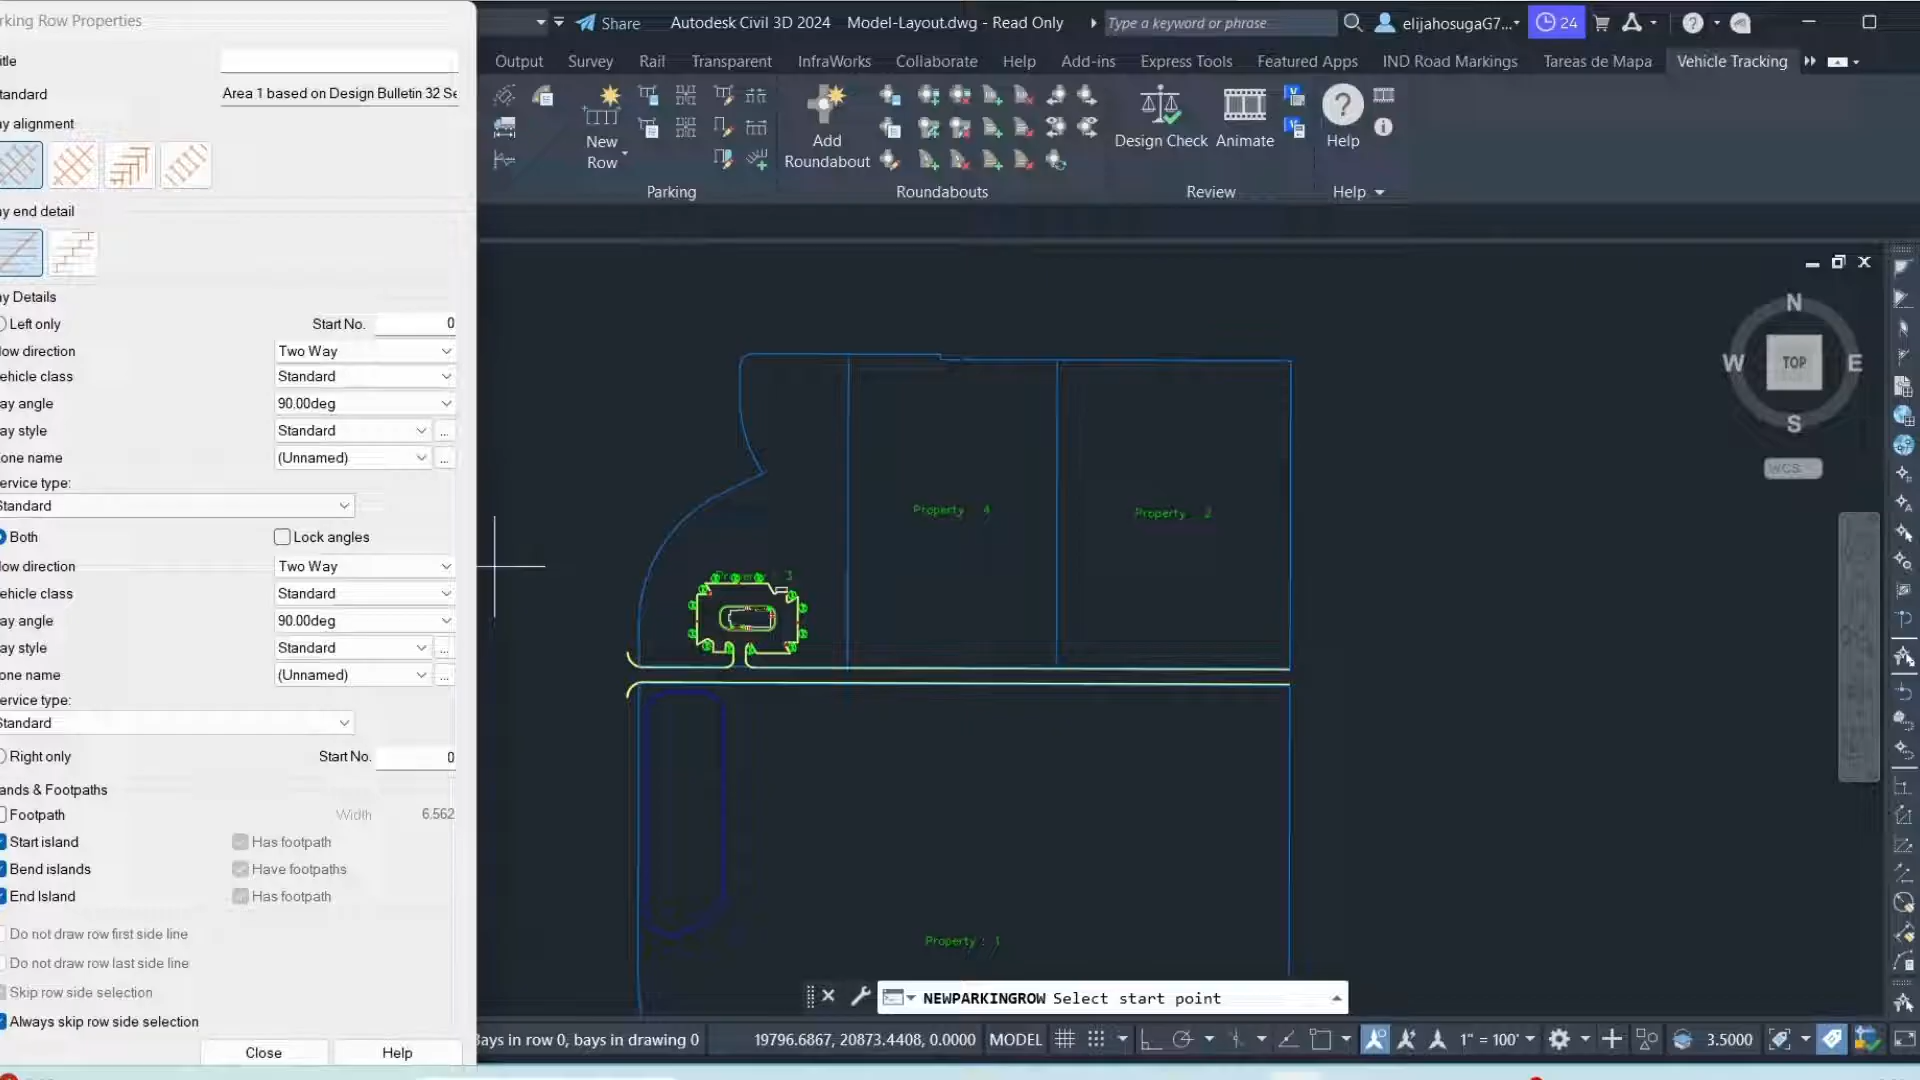 rking Row Properties
itle
tandard
Area 1 based on Design Bulletin 32 Se
ay alignment
ay end detail
ay Details
Left only
Start No.
0
low direction
Two Way
ehicle class
Standard
ay angle
90.00deg
ay style
Standard
...
one name
(Unnamed)
...
ervice type:
Standard
Both
Lock angles
low direction
Two Way
ehicle class
Standard
ay angle
90.00deg
ay style
Standard
...
one name
(Unnamed)
...
ervice type:
Standard
Right only
Start No.
0
ands & Footpaths
Footpath
Width
6.562
Start island
Has footpath
Bend islands
Have footpaths
End Island
Has footpath
Do not draw row first side line
Do not draw row last side line
Skip row side selection
Always skip row side selection
Close
Help
Share
Autodesk Civil 3D 2024
Model-Layout.dwg - Read Only
Type a keyword or phrase
elijahosugaG7...
24
Output
Survey
Rail
Transparent
InfraWorks
Collaborate
Help
Add-ins
Express Tools
Featured Apps
IND Road Markings
Tareas de Mapa
Vehicle Tracking
New
Row
Add
Roundabout
Design Check
Animate
Help
Parking
Roundabouts
Review
Help
N
W
TOP
E
S
WCS
Property 4
Property 2
3
Property : 1
NEWPARKINGROW Select start point
Bays in row 0, bays in drawing 0
19796.6867, 20873.4408, 0.0000
MODEL
1" = 100'
3.5000